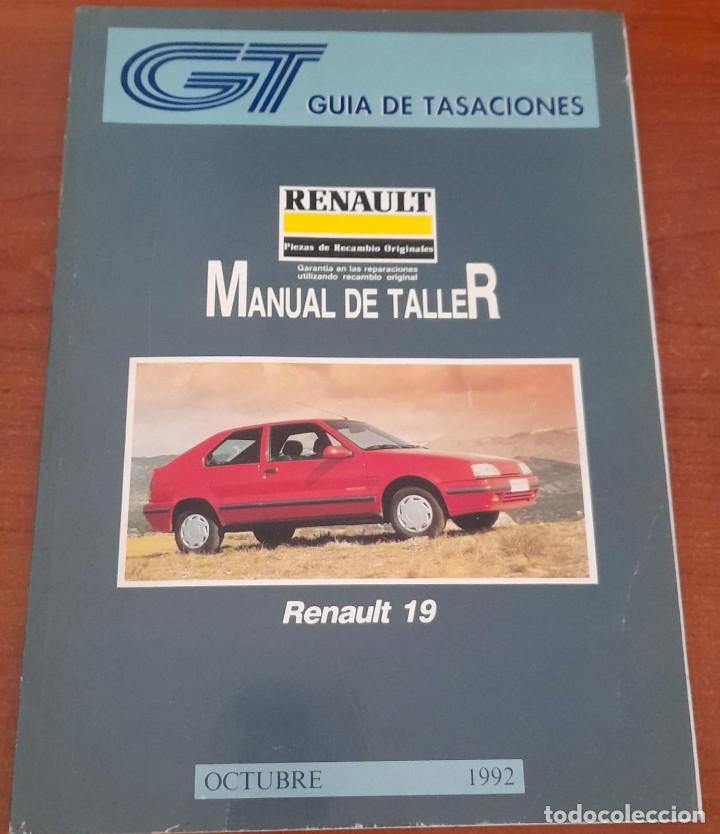 GT GUIA DE TASACIONES
RENAULT
Piezas de Recambio Originales
Garantia en las reparaciones
utilizando recambio original
MANUAL DE TALLER
Renault 19
OCTUBRE 1992
todocoleccion